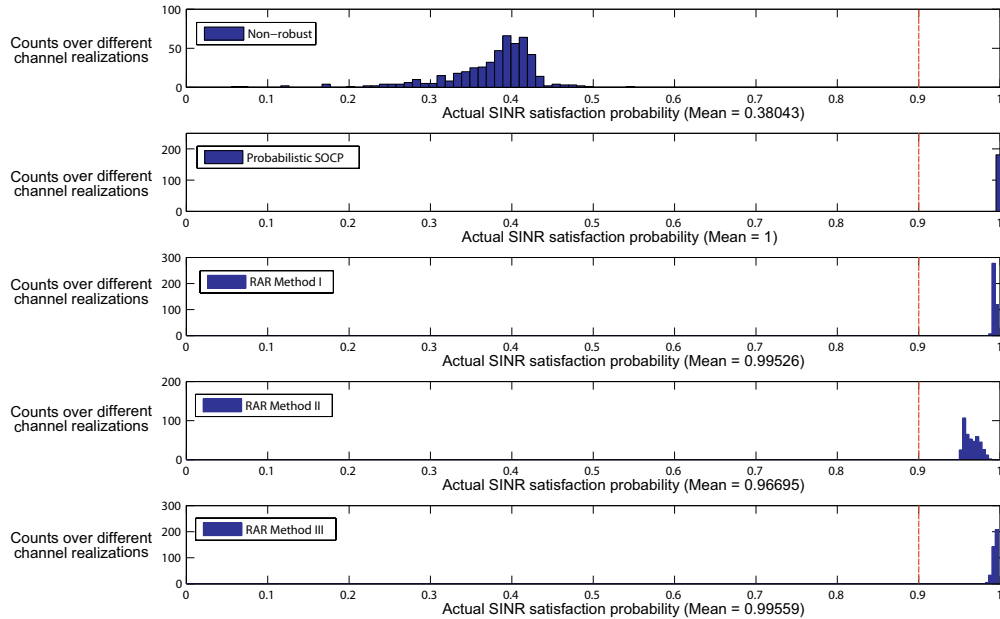 100
50
0
Counts over different
channel realizations
Non-robust
0 0.1 0.2 0.3 0.4 0.5 0.6 0.7 0.8 0.9 1
Actual SINR satisfaction probability (Mean = 0.38043)
200
100
0
Counts over different
channel realizations
Probabilistic SOCP
0 0.1 0.2 0.3 0.4 0.5 0.6 0.7 0.8 0.9 1
Actual SINR satisfaction probability (Mean = 1)
300
200
100
0
Counts over different
channel realizations
RAR Method I
0 0.1 0.2 0.3 0.4 0.5 0.6 0.7 0.8 0.9 1
Actual SINR satisfaction probability (Mean = 0.99526)
200
100
0
Counts over different
channel realizations
RAR Method II
0 0.1 0.2 0.3 0.4 0.5 0.6 0.7 0.8 0.9 1
Actual SINR satisfaction probability (Mean = 0.96695)
300
200
100
0
Counts over different
channel realizations
RAR Method III
0 0.1 0.2 0.3 0.4 0.5 0.6 0.7 0.8 0.9 1
Actual SINR satisfaction probability (Mean = 0.99559)